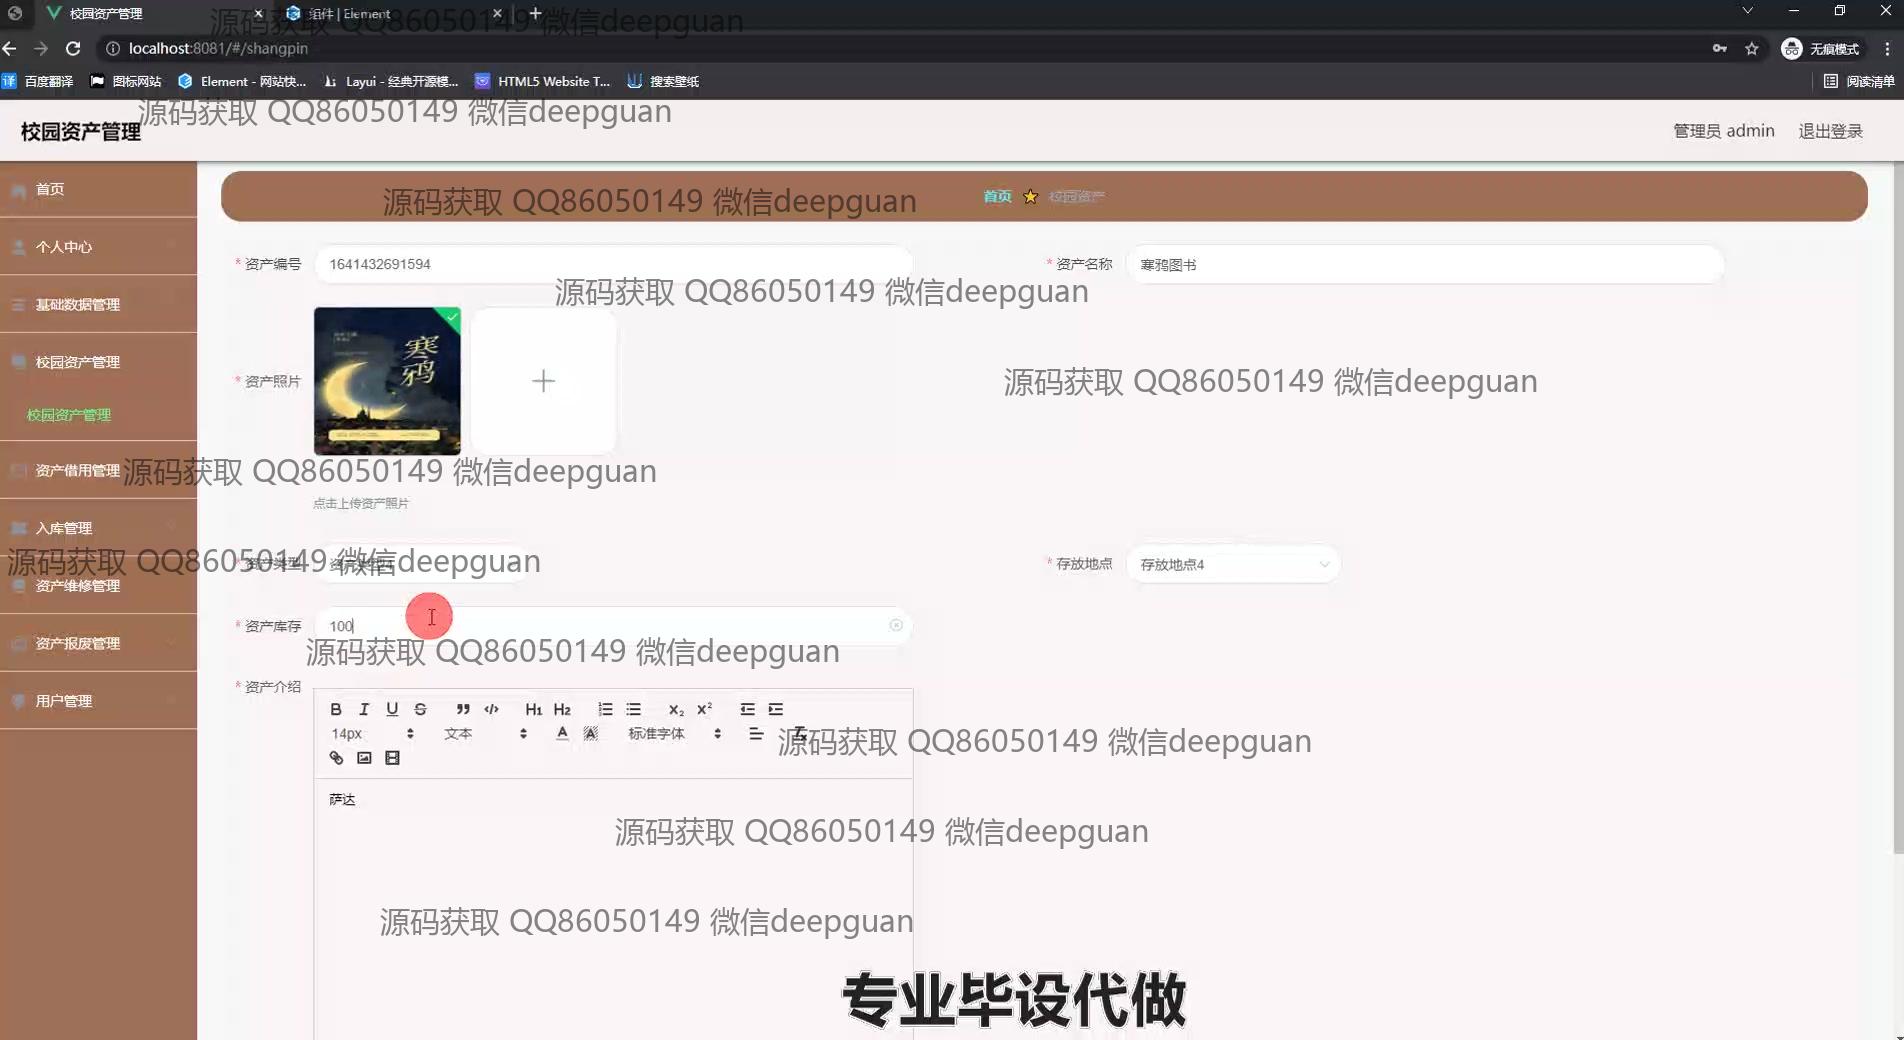 校园资产管理
组件 | Element
源码获取 QQ86050149 微信deepguan
localhost:8081/#/shangpin
无痕模式
百度翻译
图标网站
Element - 网站快...
Layui - 经典开源模...
HTML5 Website T...
搜索壁纸
阅读清单
源码获取 QQ86050149 微信deepguan
校园资产管理
管理员 admin
退出登录
首页
首页
校园资产
源码获取 QQ86050149 微信deepguan
个人中心
* 资产编号
1641432691594
* 资产名称
寒鸦图书
源码获取 QQ86050149 微信deepguan
基础数据管理
校园资产管理
校园资产管理
* 资产照片
寒鸦
源码获取 QQ86050149 微信deepguan
资产借用管理
源码获取 QQ86050149 微信deepguan
点击上传资产照片
入库管理
源码获取 QQ86050149 微信deepguan
* 资产类型
* 存放地点
存放地点4
资产维修管理
* 资产库存
100
资产报废管理
源码获取 QQ86050149 微信deepguan
* 资产介绍
用户管理
B I U S H1 H2 X2 X2
14px
文本
标准字体
源码获取 QQ86050149 微信deepguan
萨达
源码获取 QQ86050149 微信deepguan
源码获取 QQ86050149 微信deepguan
专业毕设代做